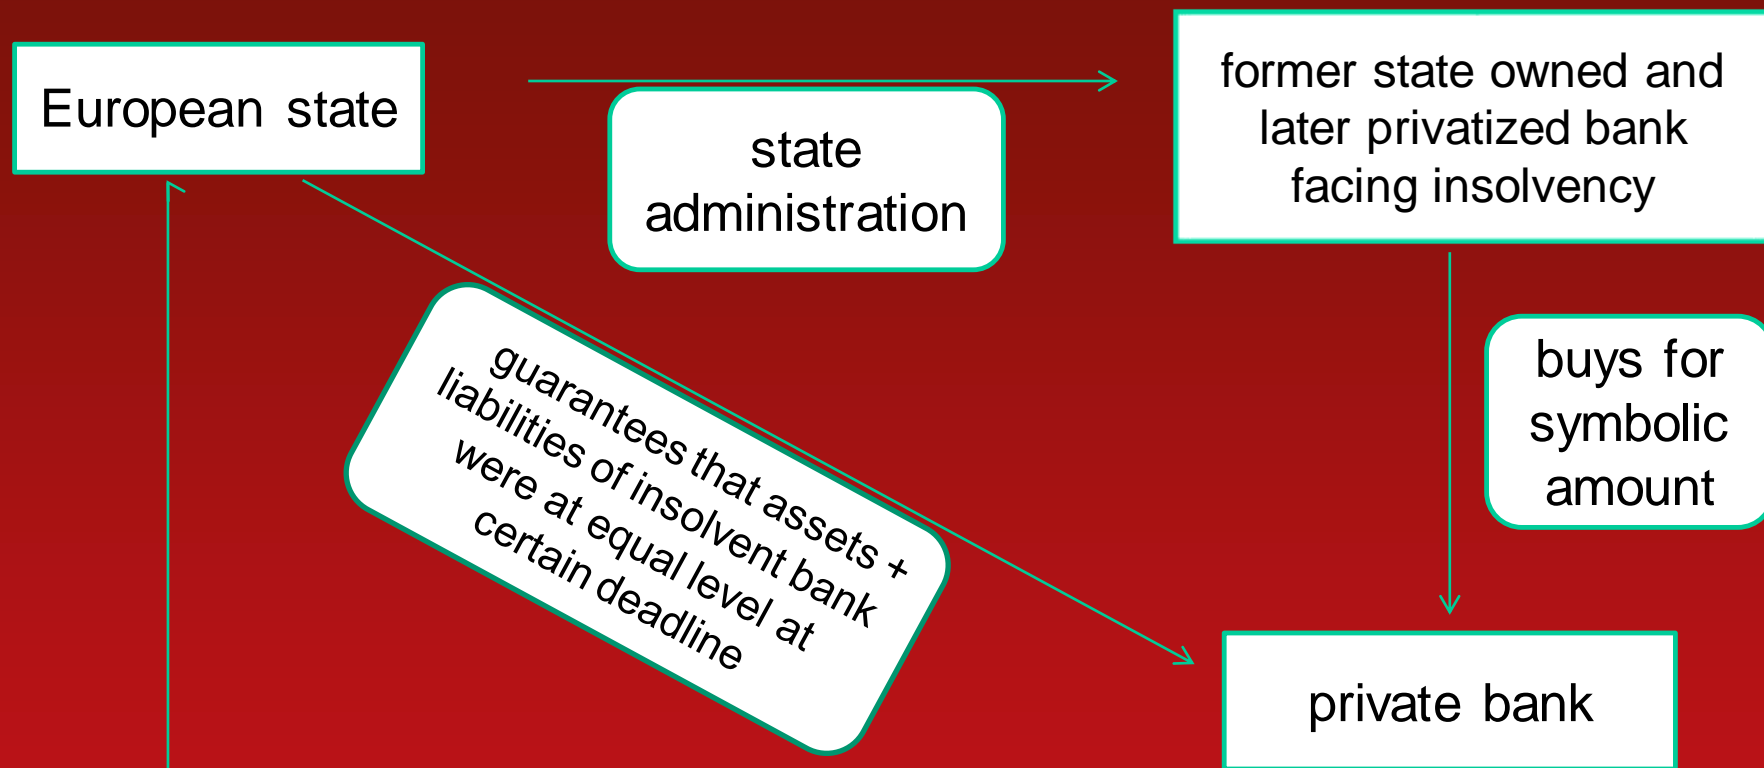 European state
state
administration
former state owned and
later privatized bank
facing insolvency
guarantees that assets +
liabilities of insolvent bank
were at equal level at
certain deadline
buys for
symbolic
amount
private bank